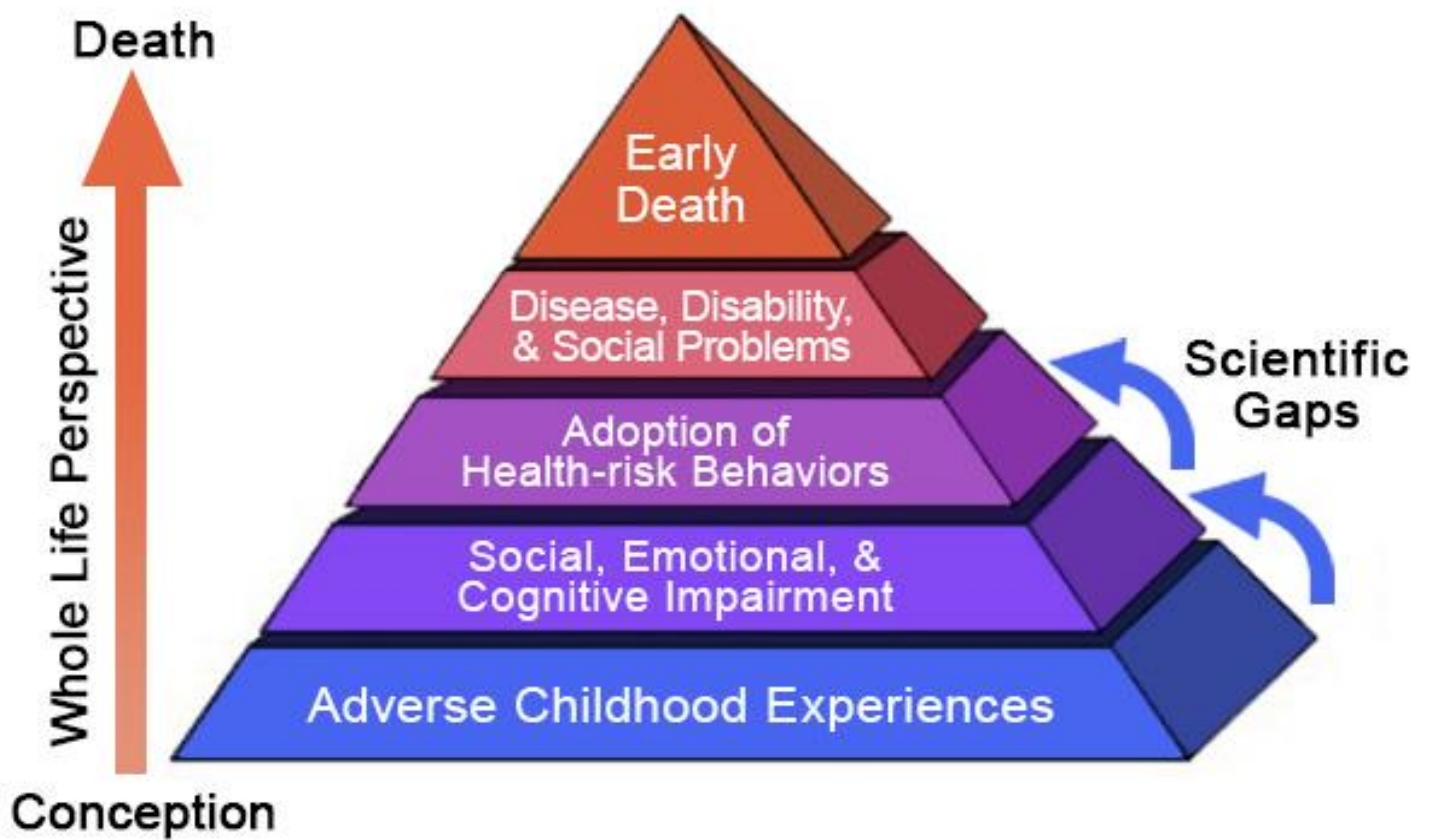 Death
Whole Life Perspective
Conception
Early
Death
Disease, Disability,
& Social Problems
Adoption of
Health-risk Behaviors
Social, Emotional, &
Cognitive Impairment
Adverse Childhood Experiences
Scientific
Gaps